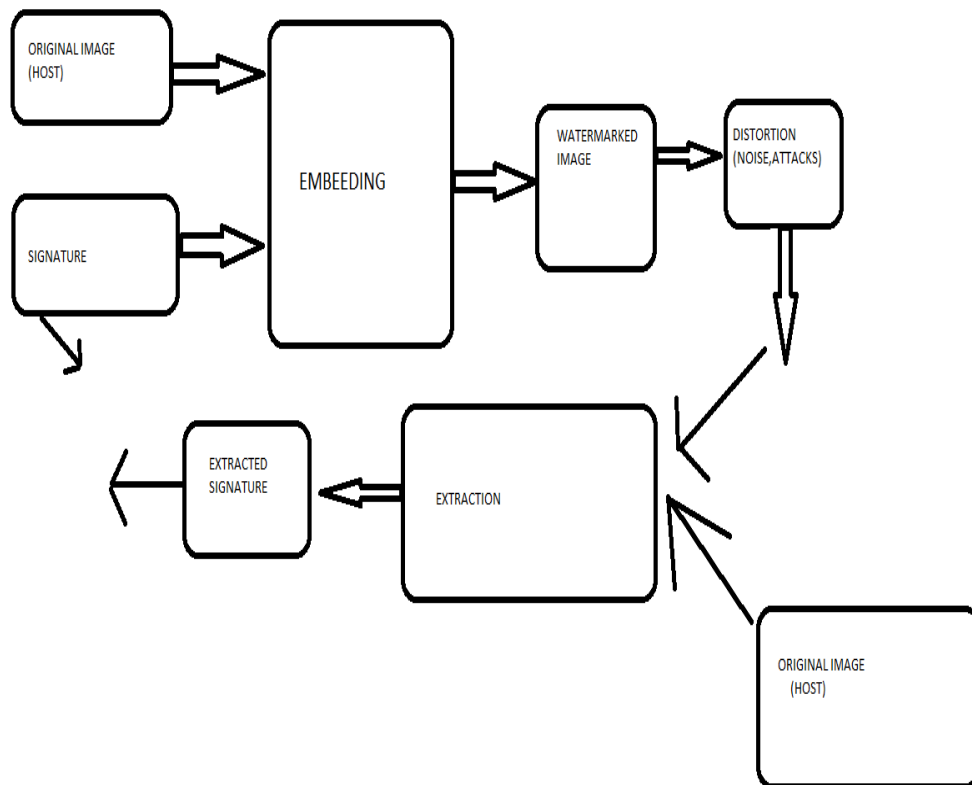 ORIGINAL IMAGE
(HOST)
SIGNATURE
EMBEEDING
WATERMARKED
IMAGE
DISTORTION
(NOISE,ATTACKS)
EXTRACTED
SIGNATURE
EXTRACTION
ORIGINAL IMAGE
(HOST)